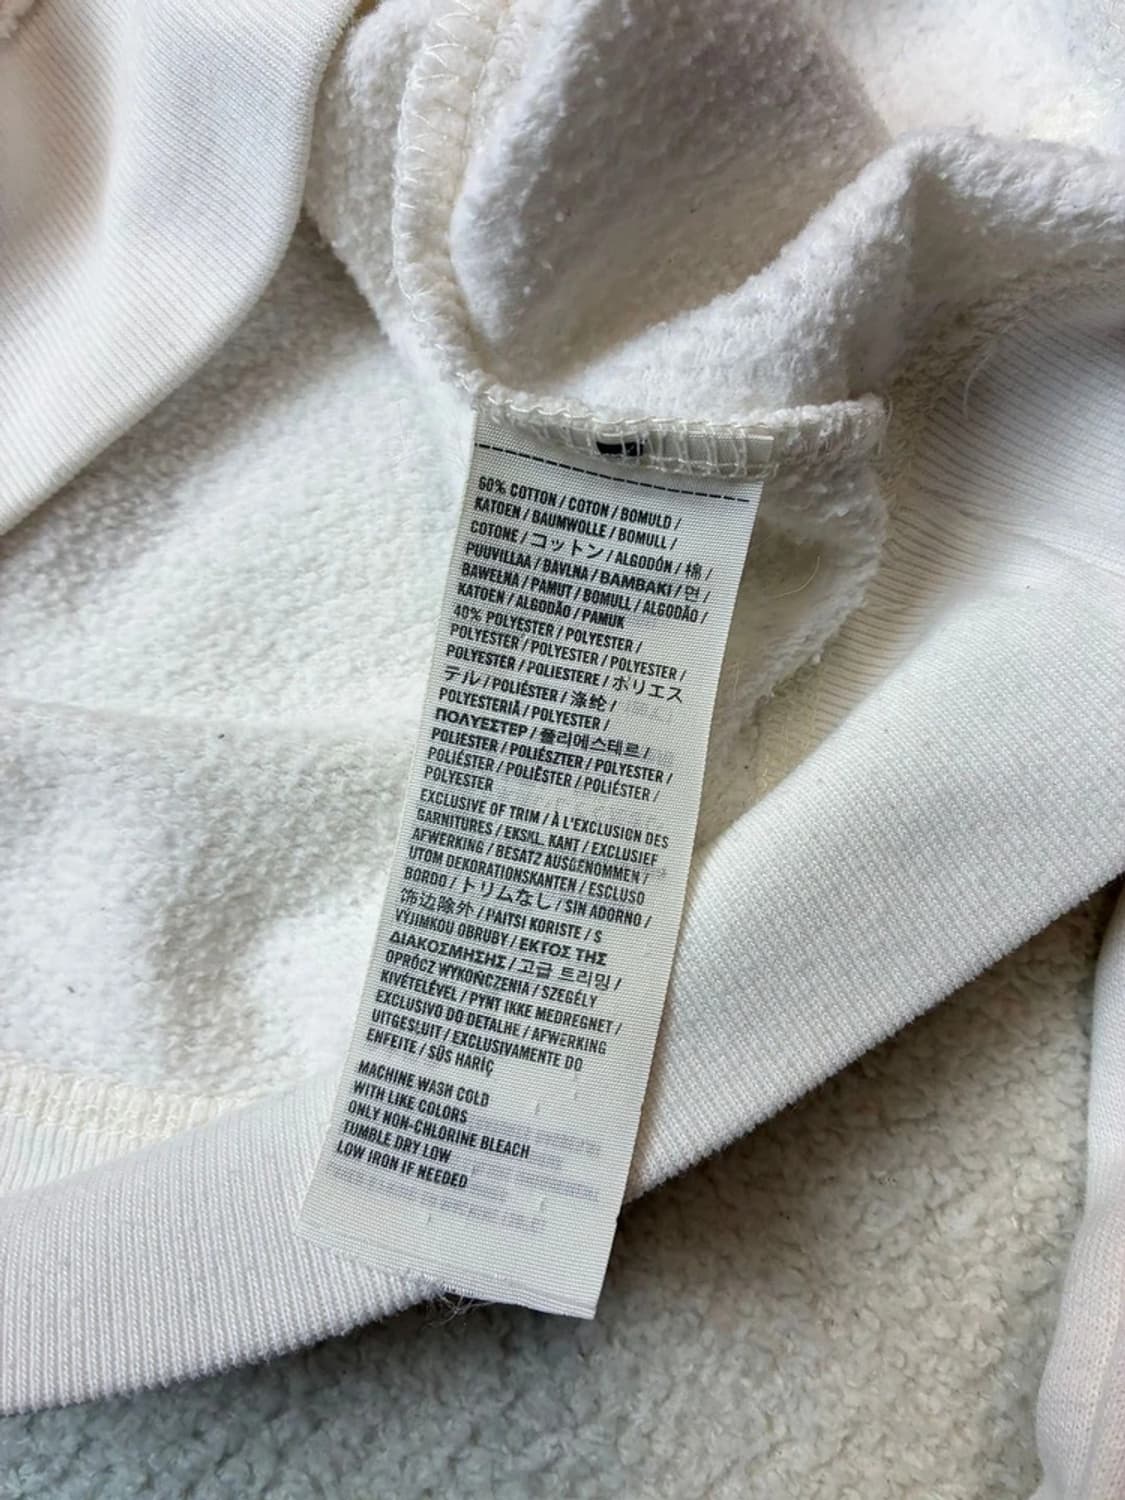 60% COTTON / COTON / BOMULD /
KATOEN / BAUMWOLLE / BOMULL /
COTONE / コットン / ALGODÓN / 棉 /
PUUVILLAA / BAVLNA / BAMBAKI / 면 /
BAWEŁNA / PAMUT / BOMULL / ALGODÃO /
KATOEN / ALGODÃO / PAMUK
40% POLYESTER / POLYESTER /
POLYESTER / POLYESTER / POLYESTER /
POLYESTER / POLIESTERE / ポリエス
テル / POLIÉSTER / 涤纶 /
POLYESTERIÄ / POLYESTER /
ΠΟΛΥΕΣΤΕΡ / 폴리에스테르 /
POLIESTER / POLIÉSZTER / POLYESTER /
POLIÉSTER / POLIËSTER / POLIÉSTER /
POLYESTER
EXCLUSIVE OF TRIM / À L'EXCLUSION DES
GARNITURES / EKSKL. KANT / EXCLUSIEF
AFWERKING / BESATZ AUSGENOMMEN /
UTOM DEKORATIONSKANTEN / ESCLUSO
BORDO / トリムなし / SIN ADORNO /
饰边除外 / PAITSI KORISTE / S
VÝJIMKOU OBRUBY / ΕΚΤΟΣ ΤΗΣ
ΔΙΑΚΟΣΜΗΣΗΣ / 고급 트리밍 /
OPRÓCZ WYKOŃCZENIA / SZEGÉLY
KIVÉTELÉVEL / PYNT IKKE MEDREGNET /
EXCLUSIVO DO DETALHE / AFWERKING
UITGESLUIT / EXCLUSIVAMENTE DO
ENFEITE / SÜS HARİÇ
MACHINE WASH COLD
WITH LIKE COLORS
ONLY NON-CHLORINE BLEACH
TUMBLE DRY LOW
LOW IRON IF NEEDED